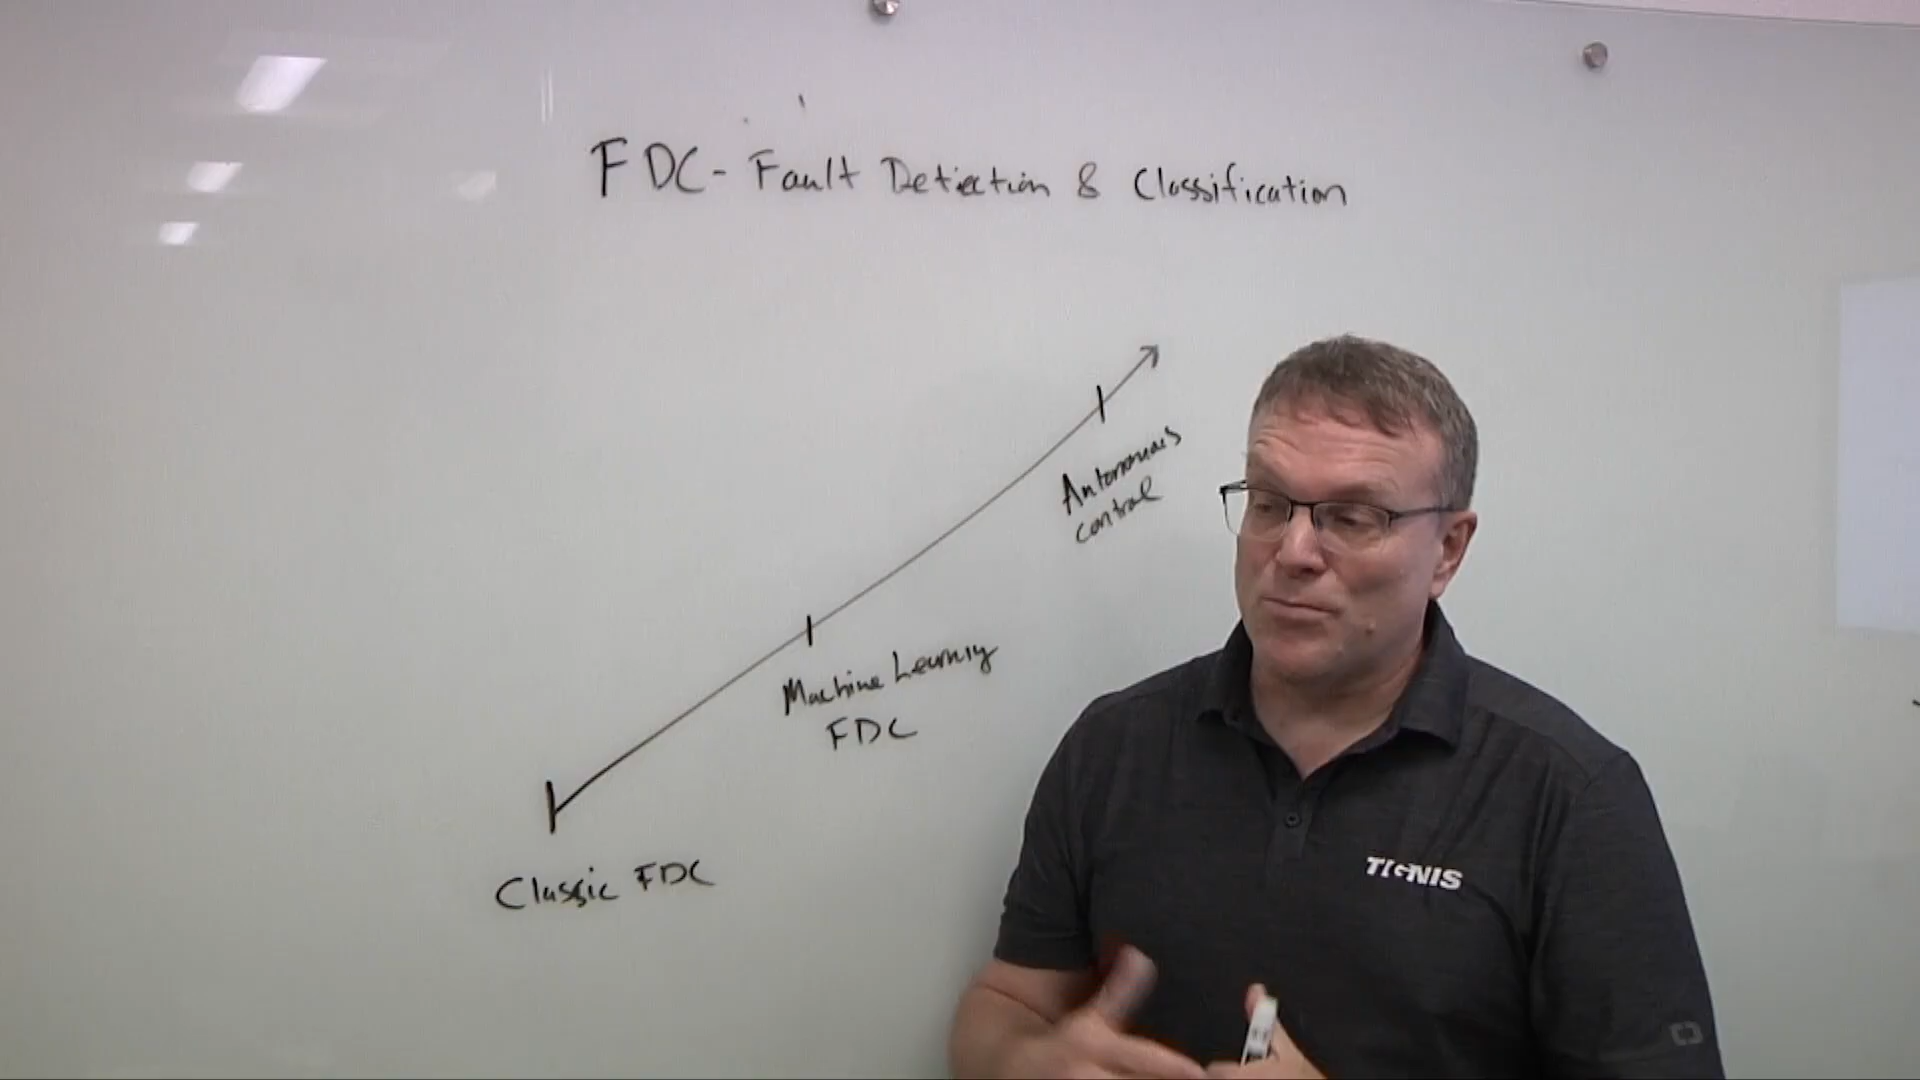 FDC - Fault Detection & Classification
Autonomous
control
Machine Learning
FDC
Classic FDC
TIGNIS